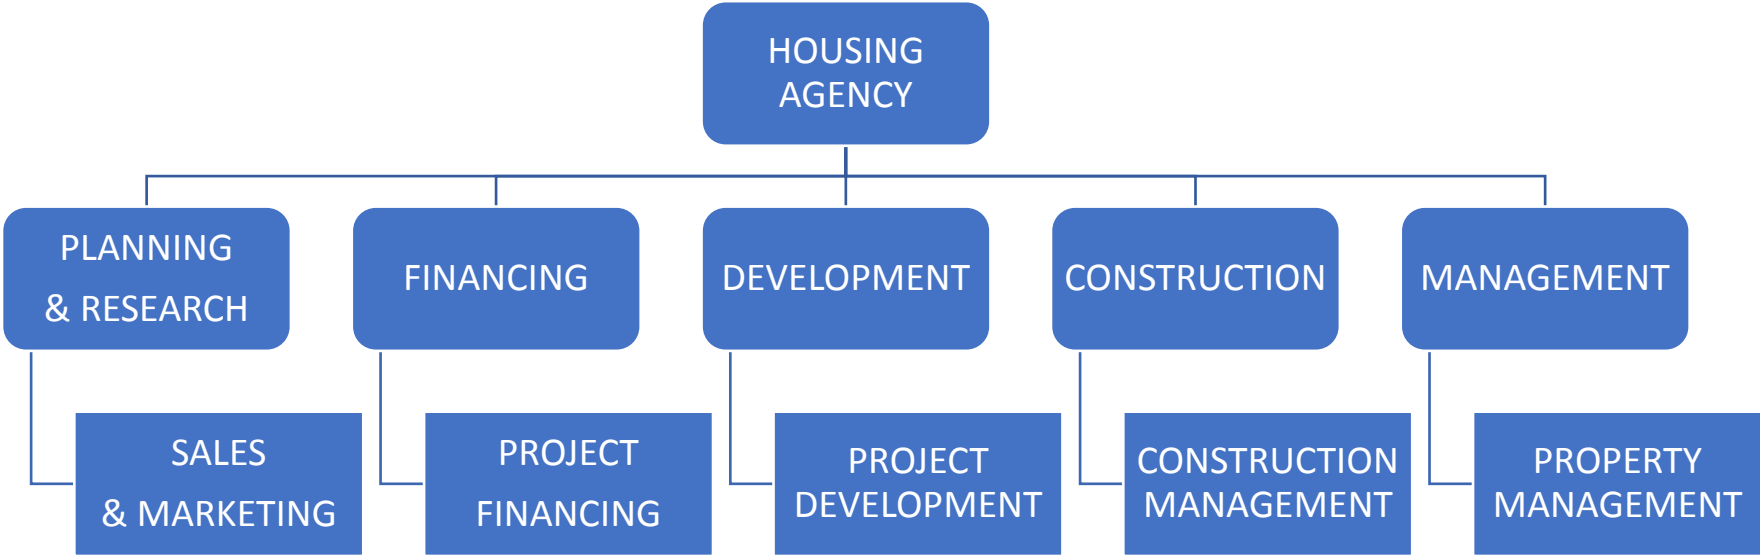 HOUSING
AGENCY
PLANNING
& RESEARCH
FINANCING
DEVELOPMENT
CONSTRUCTION
MANAGEMENT
SALES
& MARKETING
PROJECT
FINANCING
PROJECT
DEVELOPMENT
CONSTRUCTION
MANAGEMENT
PROPERTY
MANAGEMENT